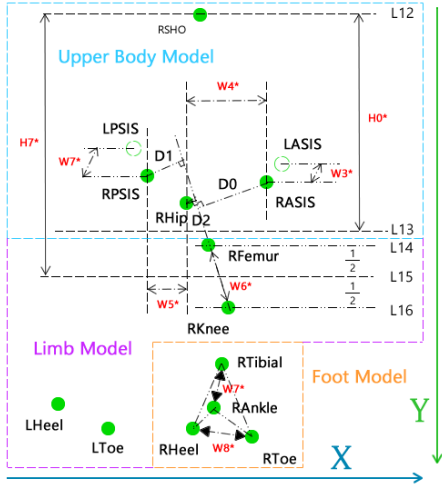 RSHO
L12
Upper Body Model
W4*
H7*
H0*
LPSIS
LASIS
W7*
D1
W3*
RPSIS
D0
RASIS
RHip
D2
L13
L14
RFemur
1/2
L15
W6*
1/2
W5*
L16
RKnee
Limb Model
RTibial
Foot Model
W7*
LHeel
RAnkle
LToe
RHeel
W8*
RToe
Y
X